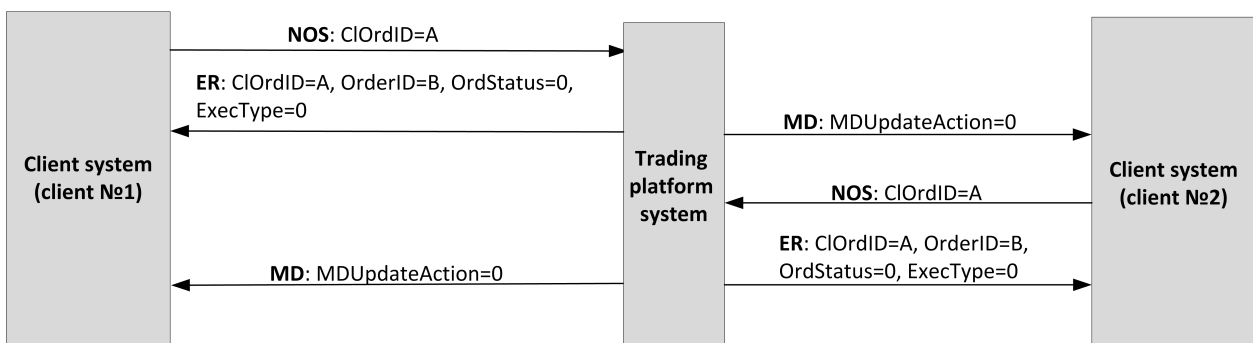 NOS: ClOrdID=A
ER: ClOrdID=A, OrderID=B, OrdStatus=0,
ExecType=0
MD: MDUpdateAction=0
Client system
(client №1)
Trading
platform
system
Client system
(client №2)
NOS: ClOrdID=A
ER: ClOrdID=A, OrderID=B,
OrdStatus=0, ExecType=0
MD: MDUpdateAction=0